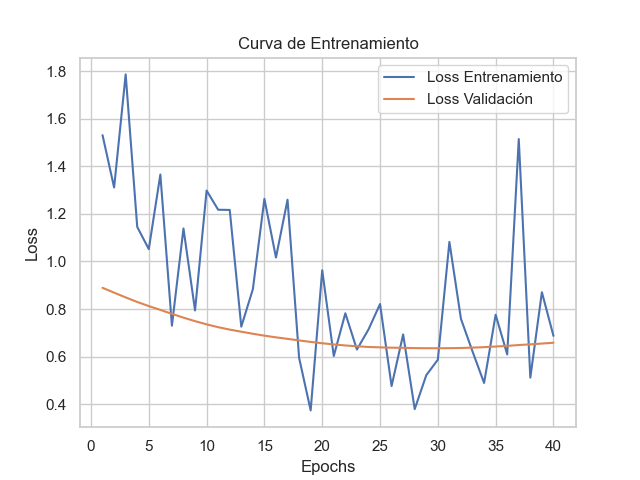 Curva de Entrenamiento
Loss Entrenamiento
Loss Validación
Loss
1.8
1.6
1.4
1.2
1.0
0.8
0.6
0.4
0 5 10 15 20 25 30 35 40
Epochs